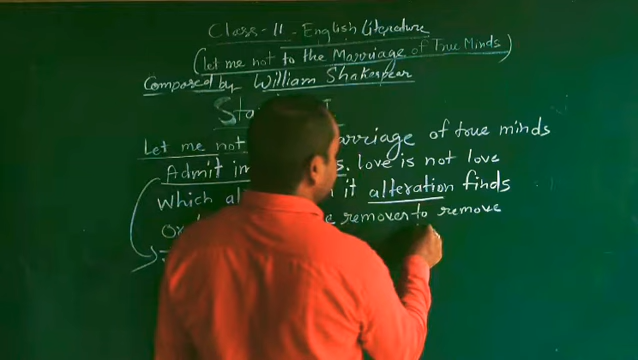 Class-11 - English Literature
(let me not to the Marriage of True Minds)
Composed by William Shakespear
Sta I
Let me not arriage of true minds
Admit im s, love is not love
Which al it alteration finds
Or e remover to remove